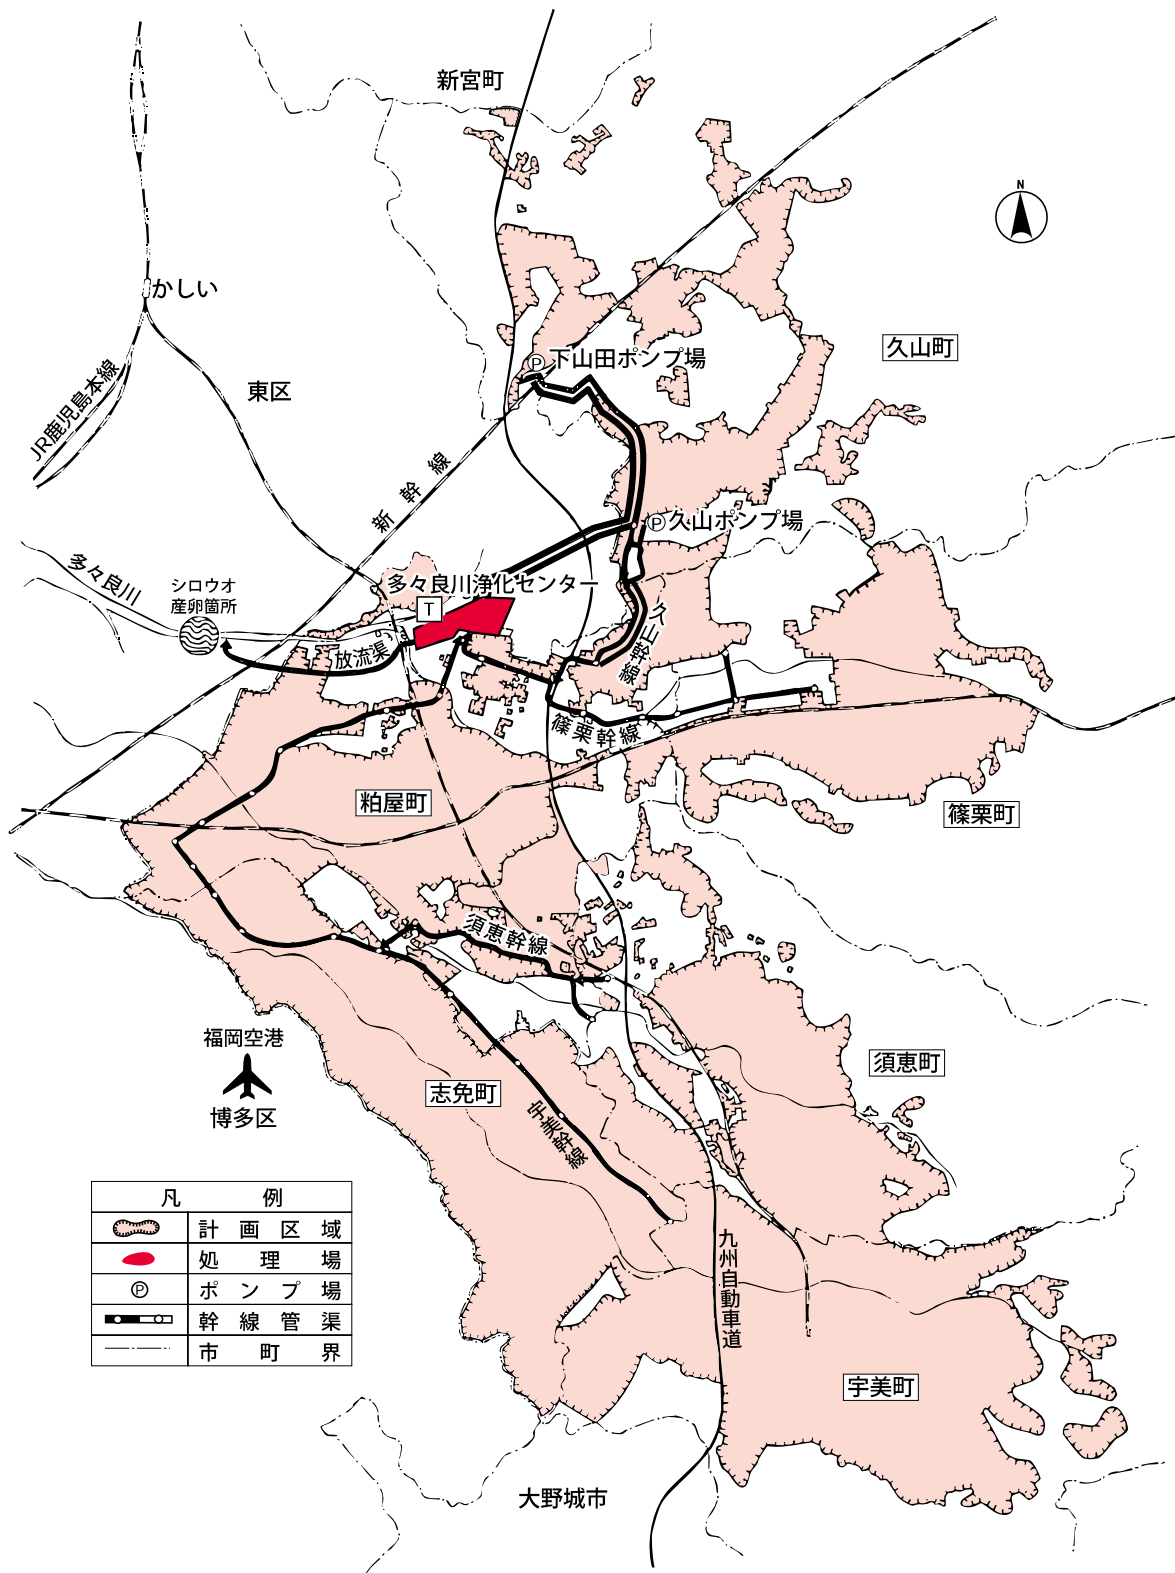 新宮町
N
かしい
下山田ポンプ場
P
久山町
JR鹿児島本線
東区
新幹線
P
久山ポンプ場
多々良川
シロウオ
産卵箇所
多々良川浄化センター
T
放流渠
久山幹線
篠栗幹線
粕屋町
篠栗町
須恵幹線
福岡空港
博多区
志免町
須恵町
宇美幹線
凡例
計画区域
処理場
P
ポンプ場
幹線管渠
市町界
九州自動車道
宇美町
大野城市